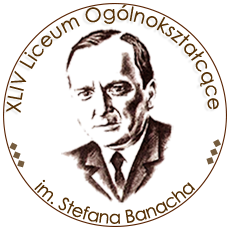 XLIV Liceum Ogólnokształcące
im. Stefana Banacha